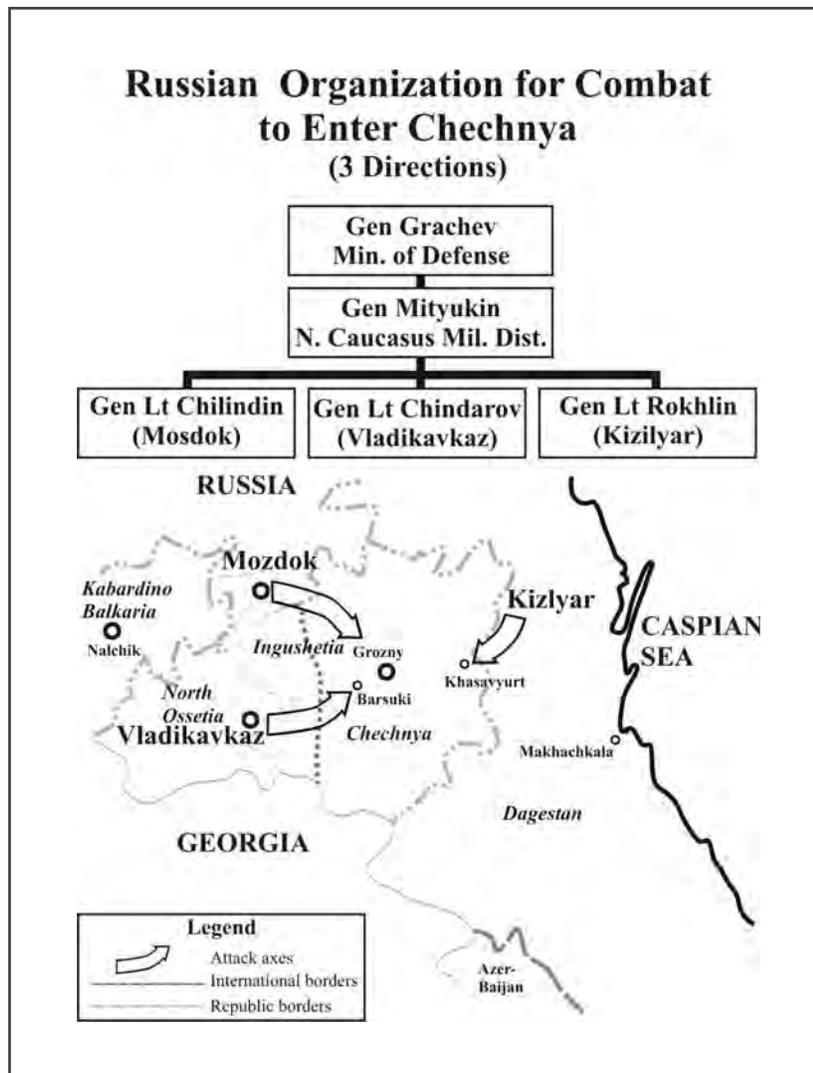 Russian Organization for Combat
to Enter Chechnya
(3 Directions)
Gen Grachev
Min. of Defense
Gen Mityukin
N. Caucasus Mil. Dist.
Gen Lt Chilindin
(Mosdok)
Gen Lt Chindarov
(Vladikavkaz)
Gen Lt Rokhlin
(Kizilyar)
RUSSIA
Mozdok
Kabardino
Balkaria
Nalchik
Kizlyar
CASPIAN
SEA
Ingushetia
Grozny
Khasavyurt
North
Ossetia
Barsuki
Vladikavkaz
Chechnya
Makhachkala
Dagestan
GEORGIA
Legend
Attack axes
International borders
Republic borders
Azer-
Baijan